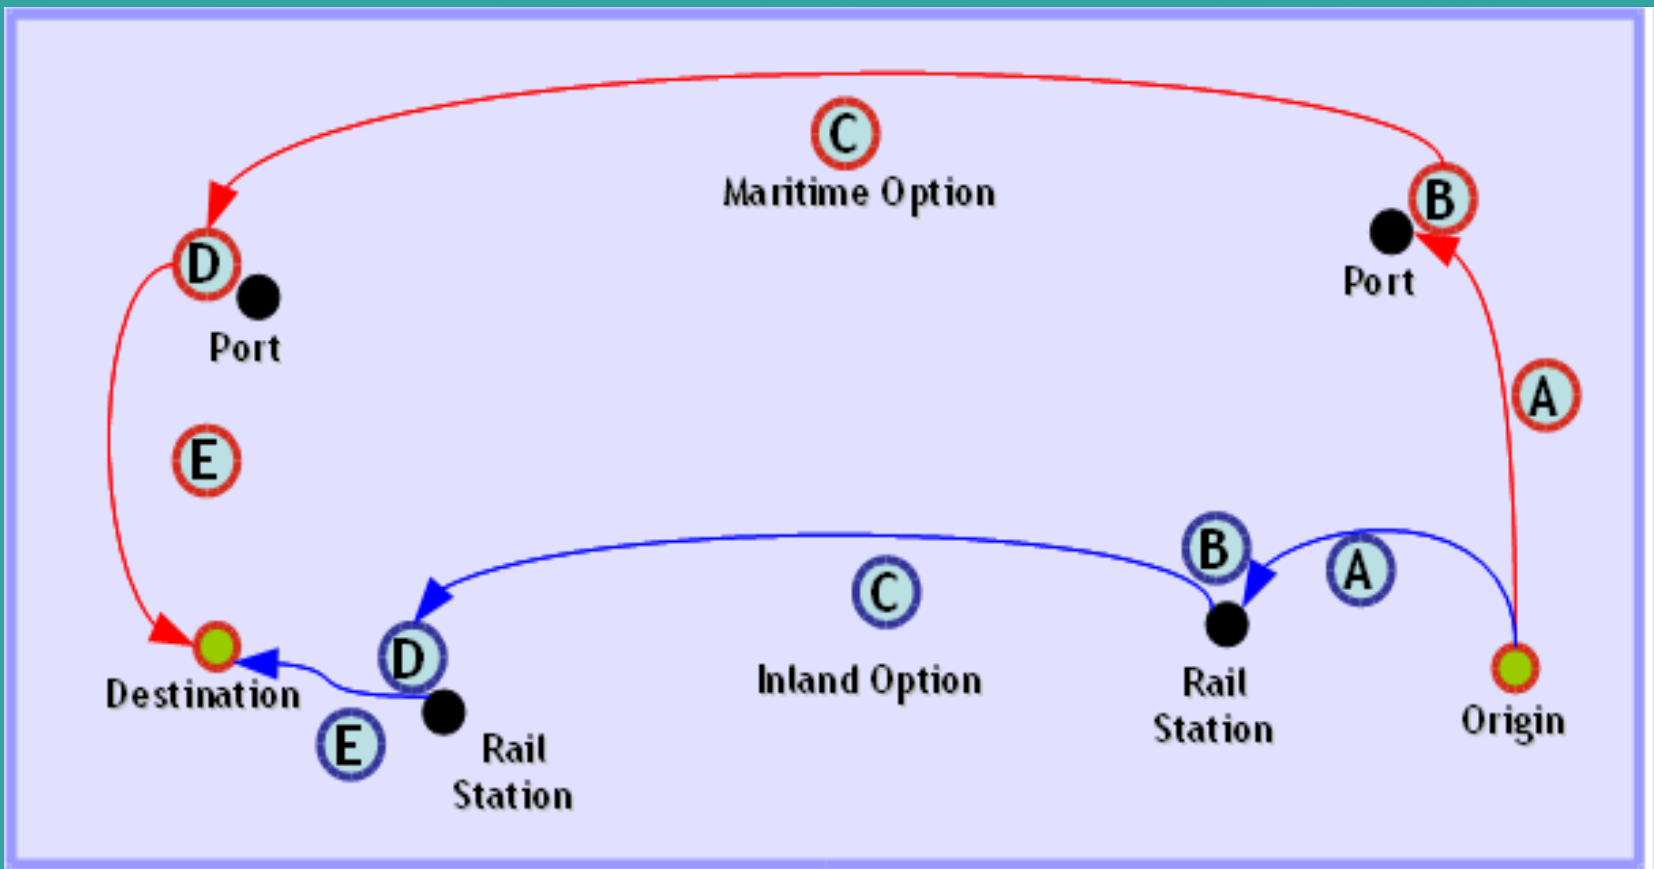 C
Maritime Option
B
Port
D
Port
A
E
B
A
C
D
Inland Option
Rail
Station
Origin
Destination
E
Rail
Station